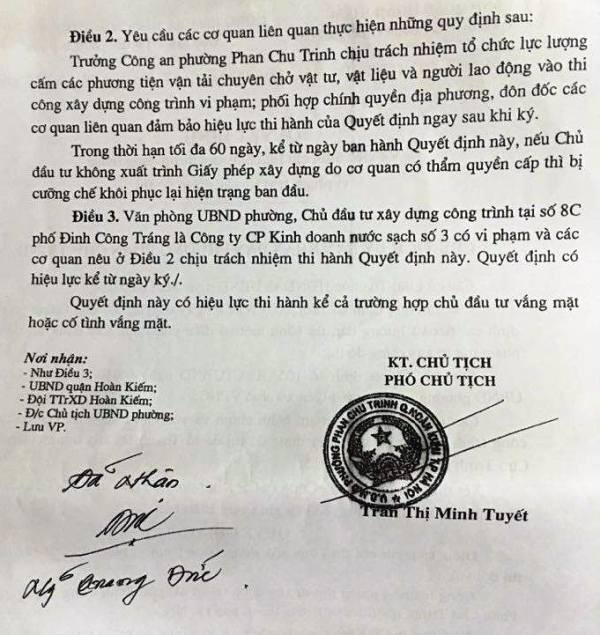 Điều 2. Yêu cầu các cơ quan liên quan thực hiện những quy định sau:
Trưởng Công an phường Phan Chu Trinh chịu trách nhiệm tổ chức lực lượng
cấm các phương tiện vận tải chuyên chở vật tư, vật liệu và người lao động vào thi
công xây dựng công trình vi phạm; phối hợp chính quyền địa phương, đôn đốc các
cơ quan liên quan đảm bảo hiệu lực thi hành của Quyết định ngay sau khi ký.
Trong thời hạn tối đa 60 ngày, kể từ ngày ban hành Quyết định này, nếu Chủ
đầu tư không xuất trình Giấy phép xây dựng do cơ quan có thẩm quyền cấp thì bị
cưỡng chế khôi phục lại hiện trạng ban đầu.
Điều 3. Văn phòng UBND phường, Chủ đầu tư xây dựng công trình tại số 8C
phố Đinh Công Tráng là Công ty CP Kinh doanh nước sạch số 3 có vi phạm và các
cơ quan nêu ở Điều 2 chịu trách nhiệm thi hành Quyết định này. Quyết định có
hiệu lực kể từ ngày ký./.
Quyết định này có hiệu lực thi hành kể cả trường hợp chủ đầu tư vắng mặt
hoặc cố tình vắng mặt.
Nơi nhận:
- Như Điều 3;
- UBND quận Hoàn Kiếm;
- Đội TTrXD Hoàn Kiếm;
- Đ/c Chủ tịch UBND phường;
- Lưu VP.
KT. CHỦ TỊCH
PHÓ CHỦ TỊCH
U.B.N.D PHƯỜNG PHAN CHU TRINH Q.HOÀN KIẾM T.P HÀ NỘI
Trần Thị Minh Tuyết
Đã nhận
Quang Đức